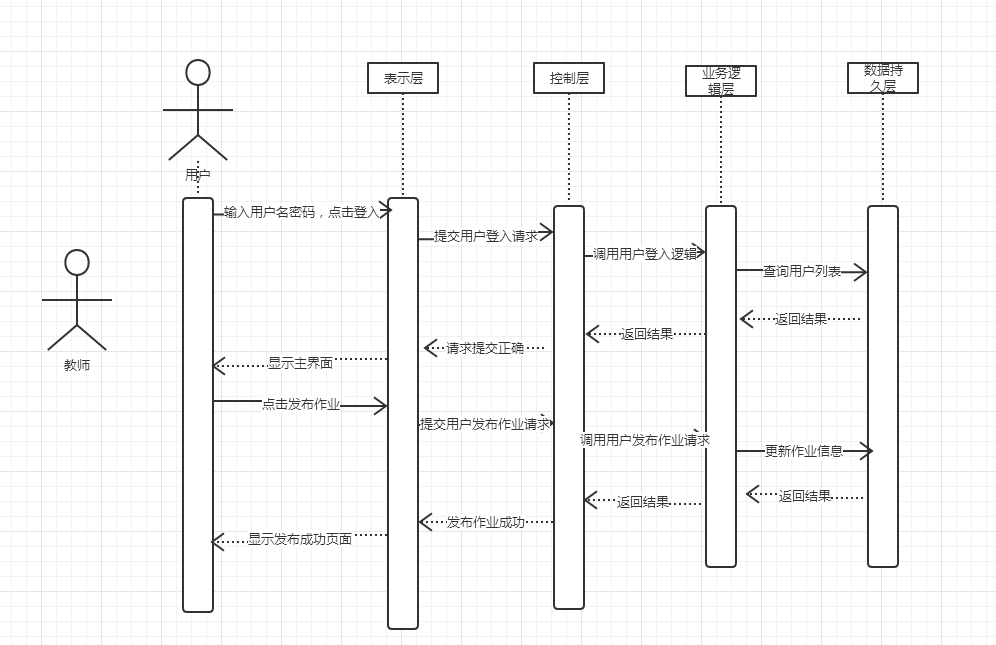 表示层
控制层
业务逻
辑层
数据持
久层
用户
输入用户名密码，点击登入
提交用户登入请求
调用用户登入逻辑
查询用户列表
返回结果
返回结果
请求提交正确
显示主界面
教师
点击发布作业
提交用户发布作业请求
调用用户发布作业请求
更新作业信息
返回结果
返回结果
发布作业成功
显示发布成功页面